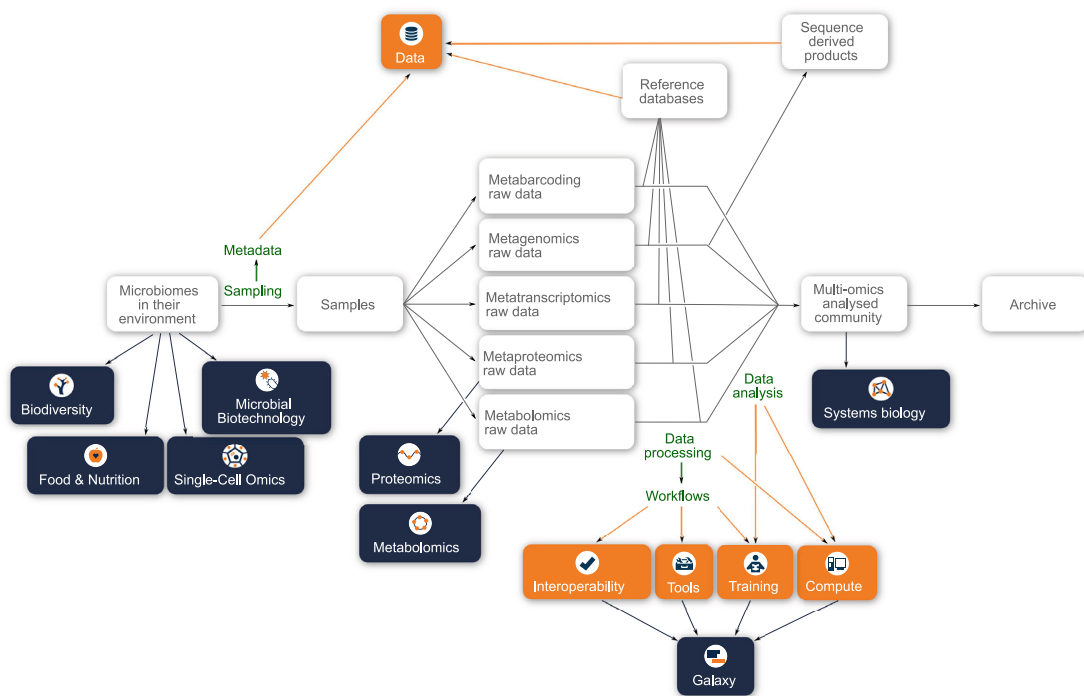 Data
Sequence
derived
products
Reference
databases
Metabarcoding
raw data
Metagenomics
raw data
Metadata
Sampling
Microbiomes
in their
environment
Samples
Metatranscriptomics
raw data
Multi-omics
analysed
community
Archive
Metaproteomics
raw data
Metabolomics
raw data
Biodiversity
Microbial
Biotechnology
Food & Nutrition
Single-Cell Omics
Data
analysis
Systems biology
Proteomics
Metabolomics
Data
processing
Workflows
Interoperability
Tools
Training
Compute
Galaxy